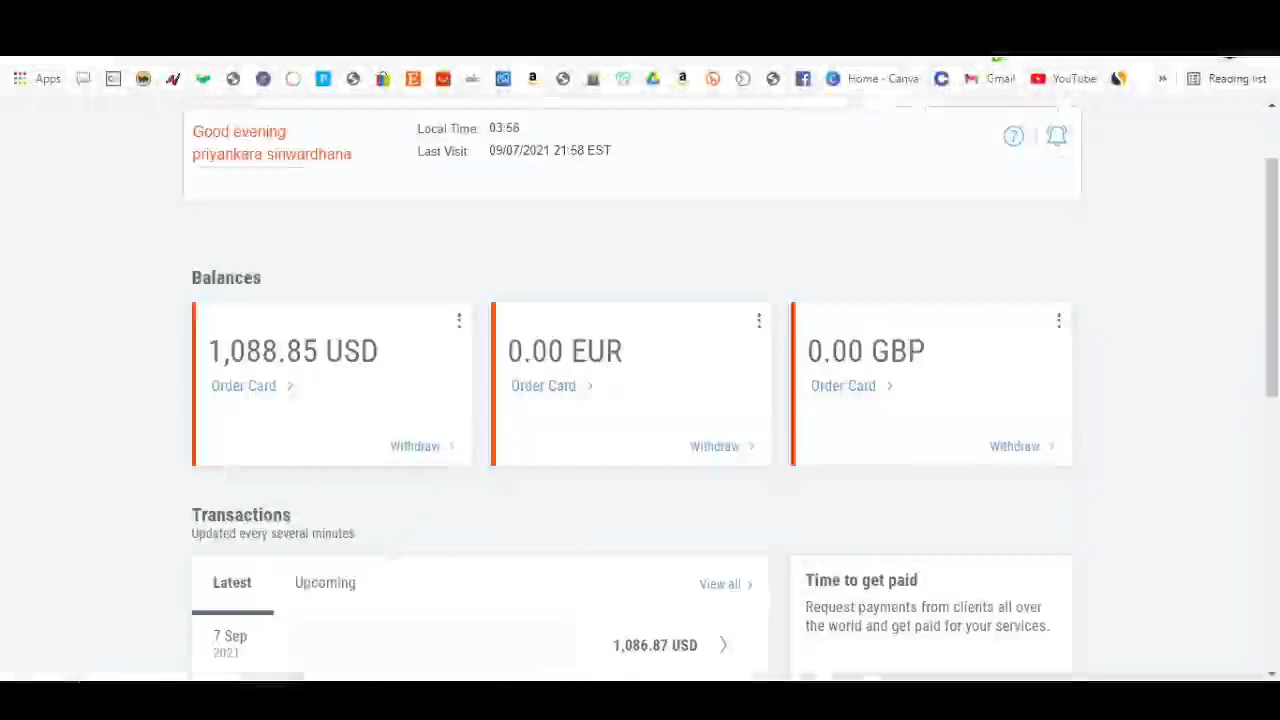 Apps
Home - Canva
Gmail
YouTube
»
Reading list
Good evening
priyankara siriwardhana
Local Time: 03:56
Last Visit 09/07/2021 21:58 EST
Balances
1,088.85 USD
Order Card >
Withdraw >
0.00 EUR
Order Card >
Withdraw >
0.00 GBP
Order Card >
Withdraw >
Transactions
Updated every several minutes
Latest
Upcoming
View all >
7 Sep
2021
1,086.87 USD
Time to get paid
Request payments from clients all over
the world and get paid for your services.